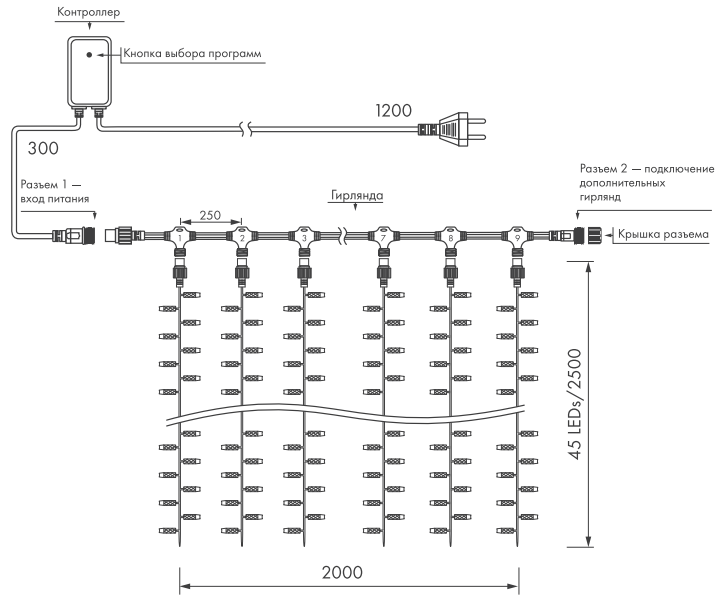 Контроллер
Кнопка выбора программ
1200
300
Разъем 1 —
вход питания
Разъем 2 — подключение
дополнительных
гирлянд
Гирлянда
250
Крышка разъема
1 2 3 7 8 9
45 LEDs/2500
2000